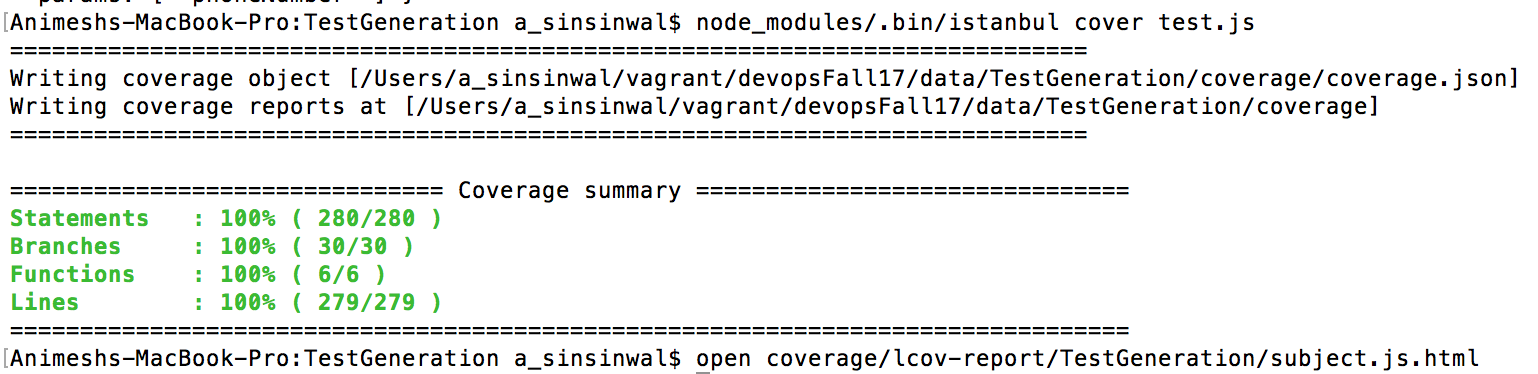 [Animeshs-MacBook-Pro:TestGeneration a_sinsinwal$ node_modules/.bin/istanbul cover test.js
=============================================================================
Writing coverage object [/Users/a_sinsinwal/vagrant/devopsFall17/data/TestGeneration/coverage/coverage.json]
Writing coverage reports at [/Users/a_sinsinwal/vagrant/devopsFall17/data/TestGeneration/coverage]
=============================================================================
=============================== Coverage summary ===============================
Statements   : 100% ( 280/280 )
Branches     : 100% ( 30/30 )
Functions    : 100% ( 6/6 )
Lines        : 100% ( 279/279 )
================================================================================
[Animeshs-MacBook-Pro:TestGeneration a_sinsinwal$ open coverage/lcov-report/TestGeneration/subject.js.html